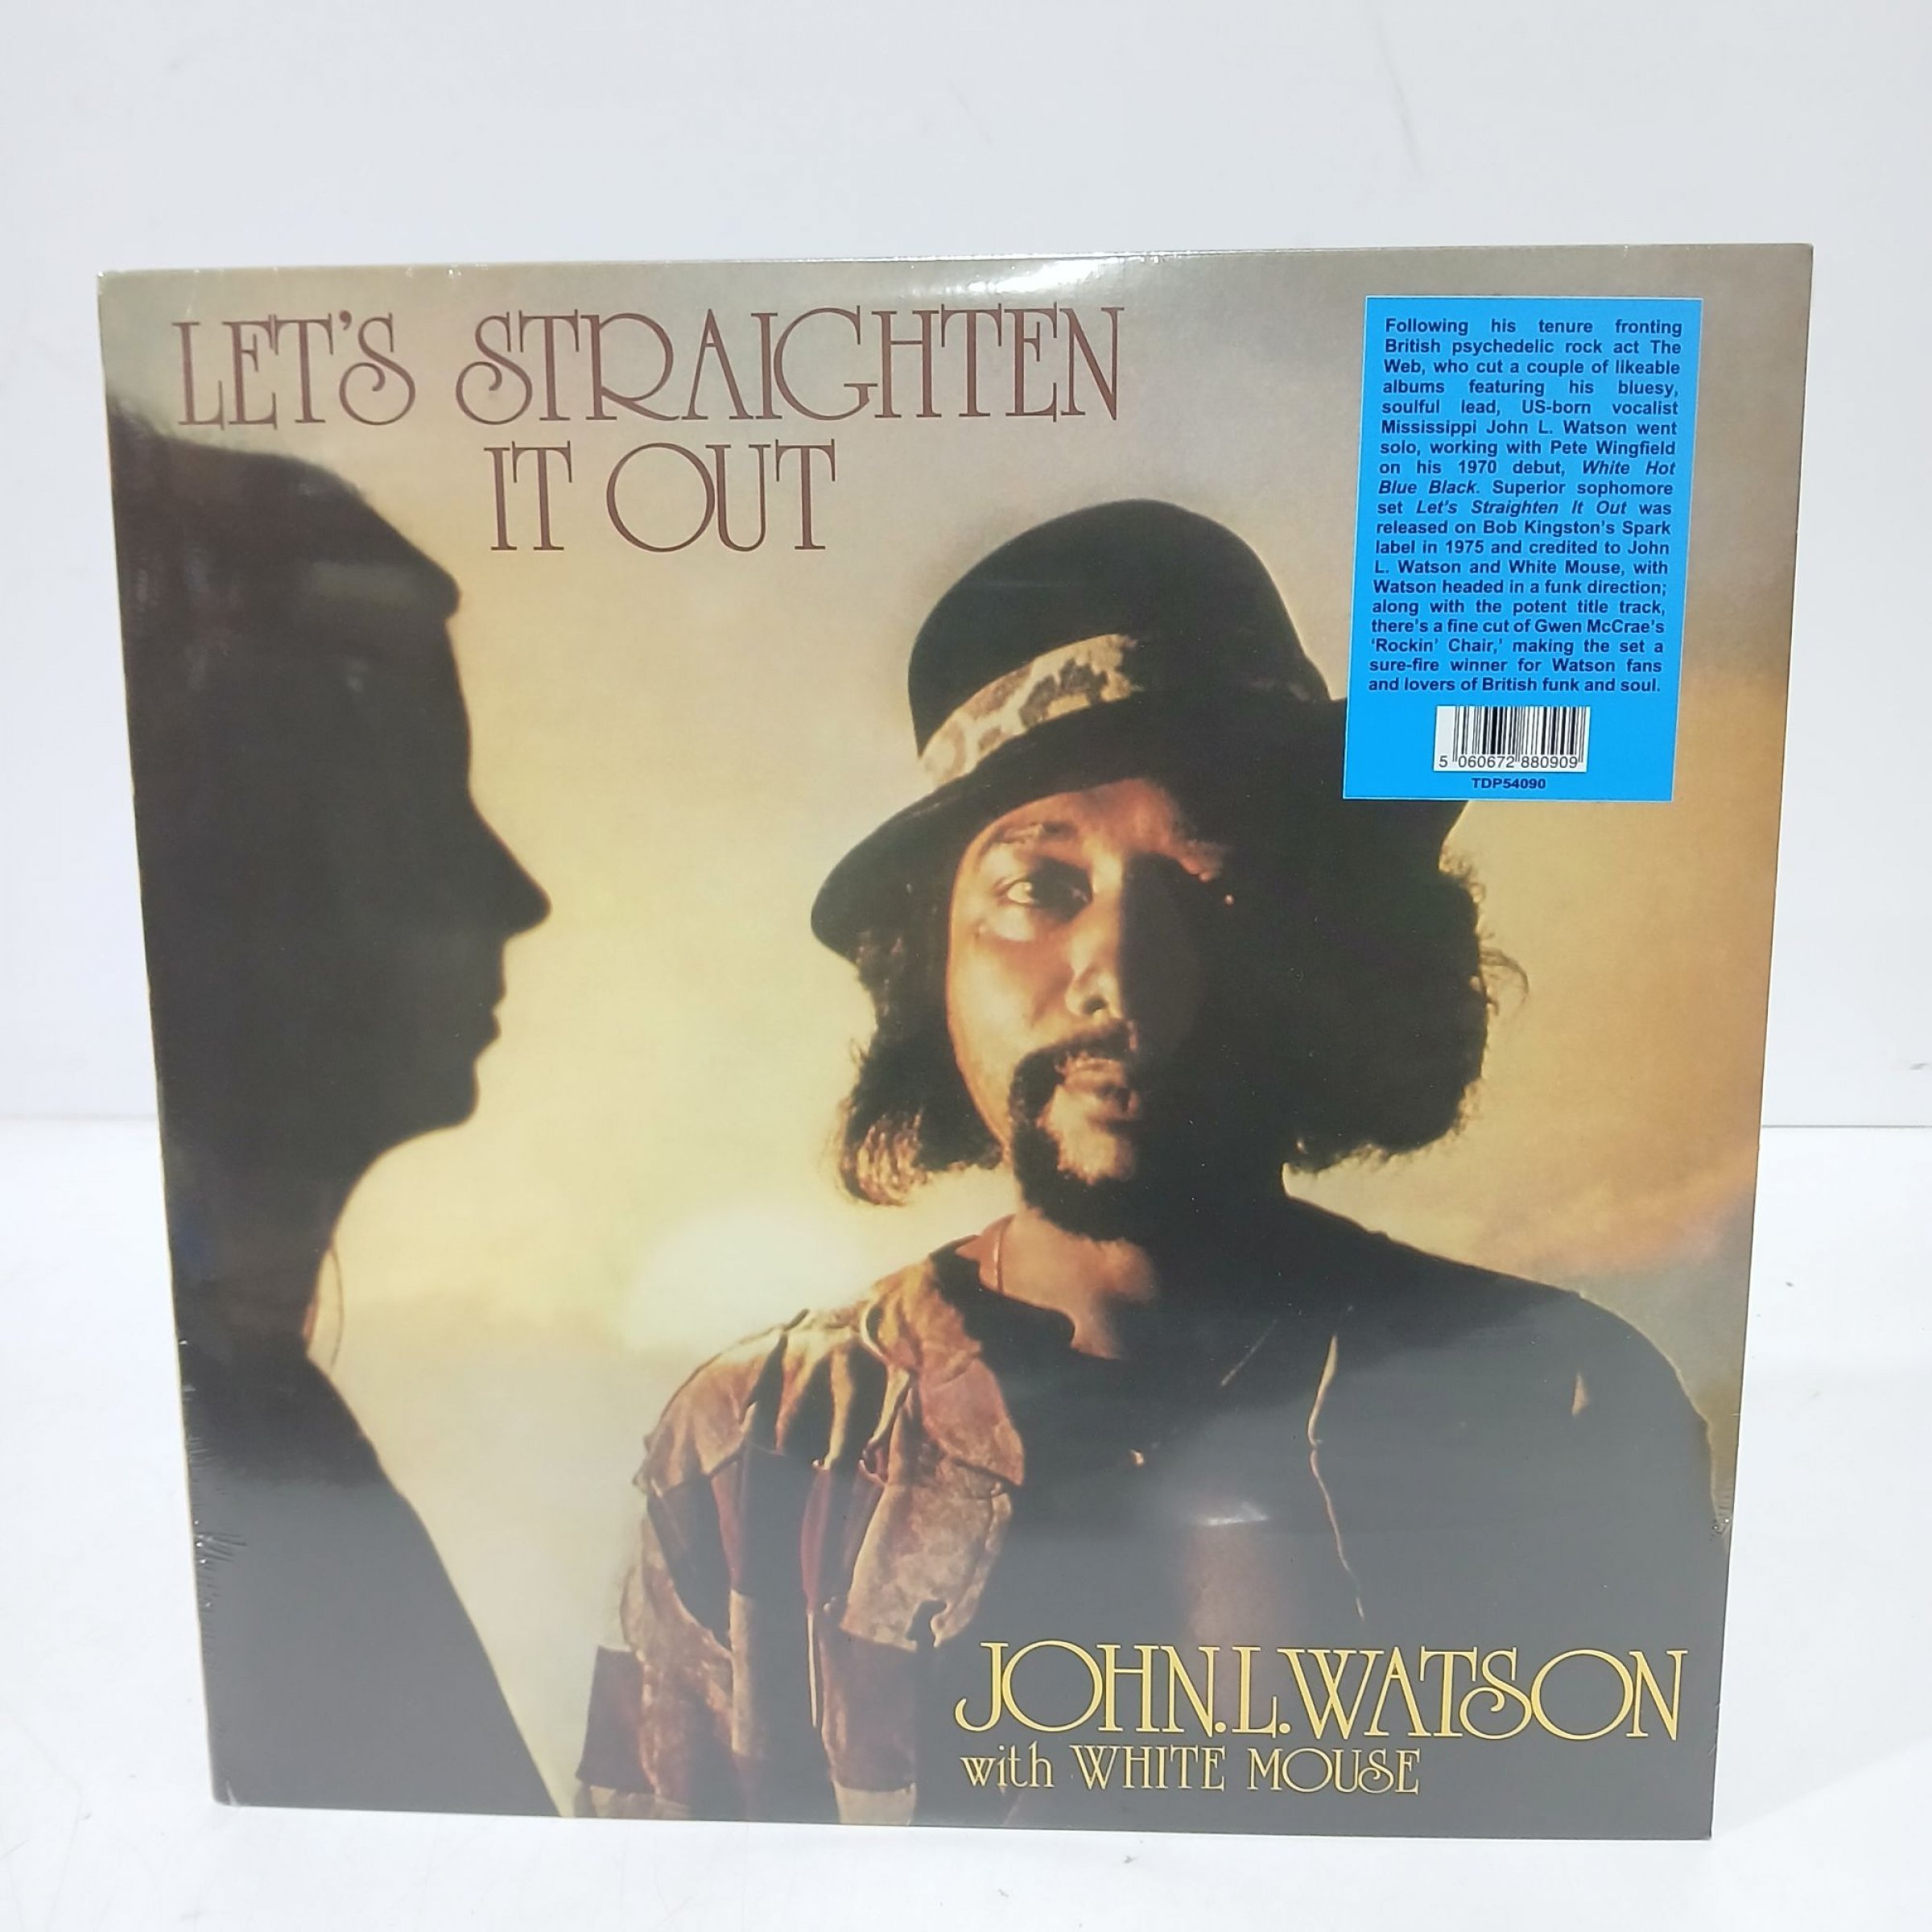 LET'S STRAIGHTEN
IT OUT
Following his tenure fronting
British psychedelic rock act The
Web, who cut a couple of likeable
albums featuring his bluesy,
soulful lead, US-born vocalist
Mississippi John L. Watson went
solo, working with Pete Wingfield
on his 1970 debut, White Hot
Blue Black. Superior sophomore
set Let's Straighten It Out was
released on Bob Kingston's Spark
label in 1975 and credited to John
L. Watson and White Mouse, with
Watson headed in a funk direction;
along with the potent title track,
there's a fine cut of Gwen McCrae's
'Rockin' Chair,' making the set a
sure-fire winner for Watson fans
and lovers of British funk and soul.
5 060672 880909
TDP54090
JOHN.L.WATSON
with WHITE MOUSE